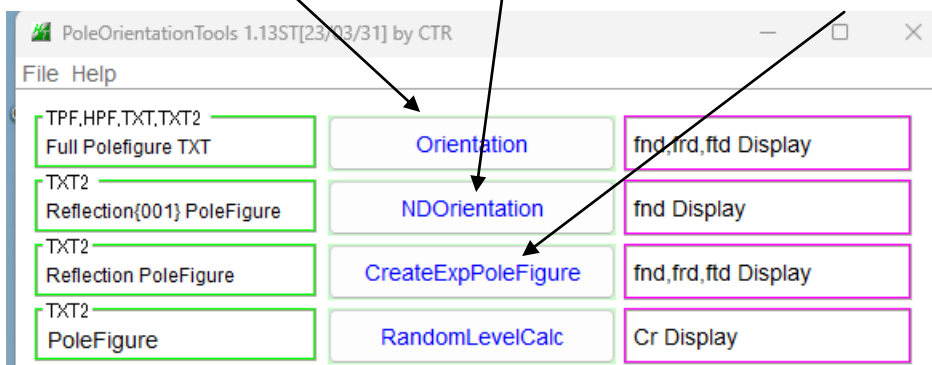 PoleOrientationTools 1.13ST[23/03/31] by CTR
File Help
TPF,HPF,TXT,TXT2
Full Polefigure TXT
Orientation
fnd,frd,ftd Display
TXT2
Reflection{001} PoleFigure
NDOrientation
fnd Display
TXT2
Reflection PoleFigure
CreateExpPoleFigure
fnd,frd,ftd Display
TXT2
PoleFigure
RandomLevelCalc
Cr Display